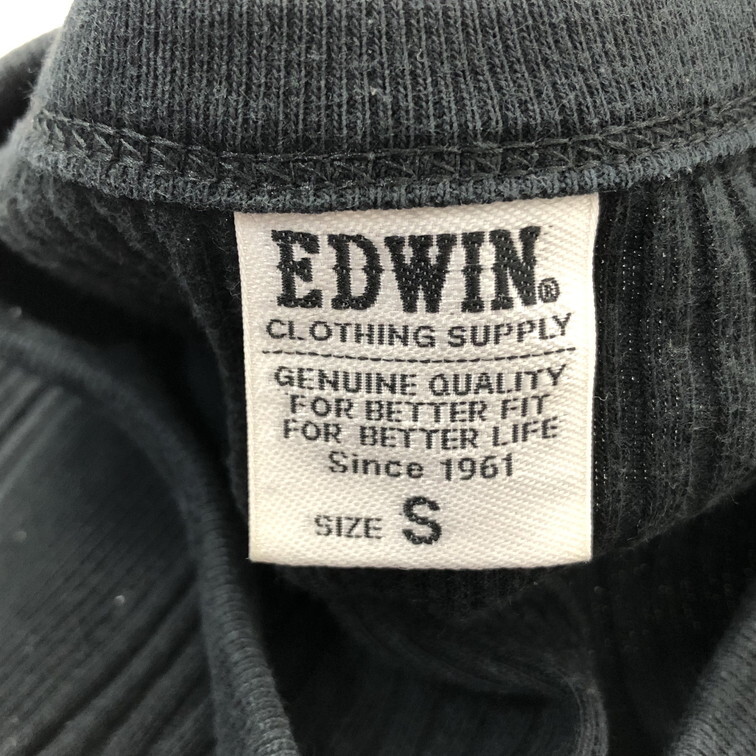 EDWIN®
CLOTHING SUPPLY
GENUINE QUALITY
FOR BETTER FIT
FOR BETTER LIFE
Since 1961
SIZE S